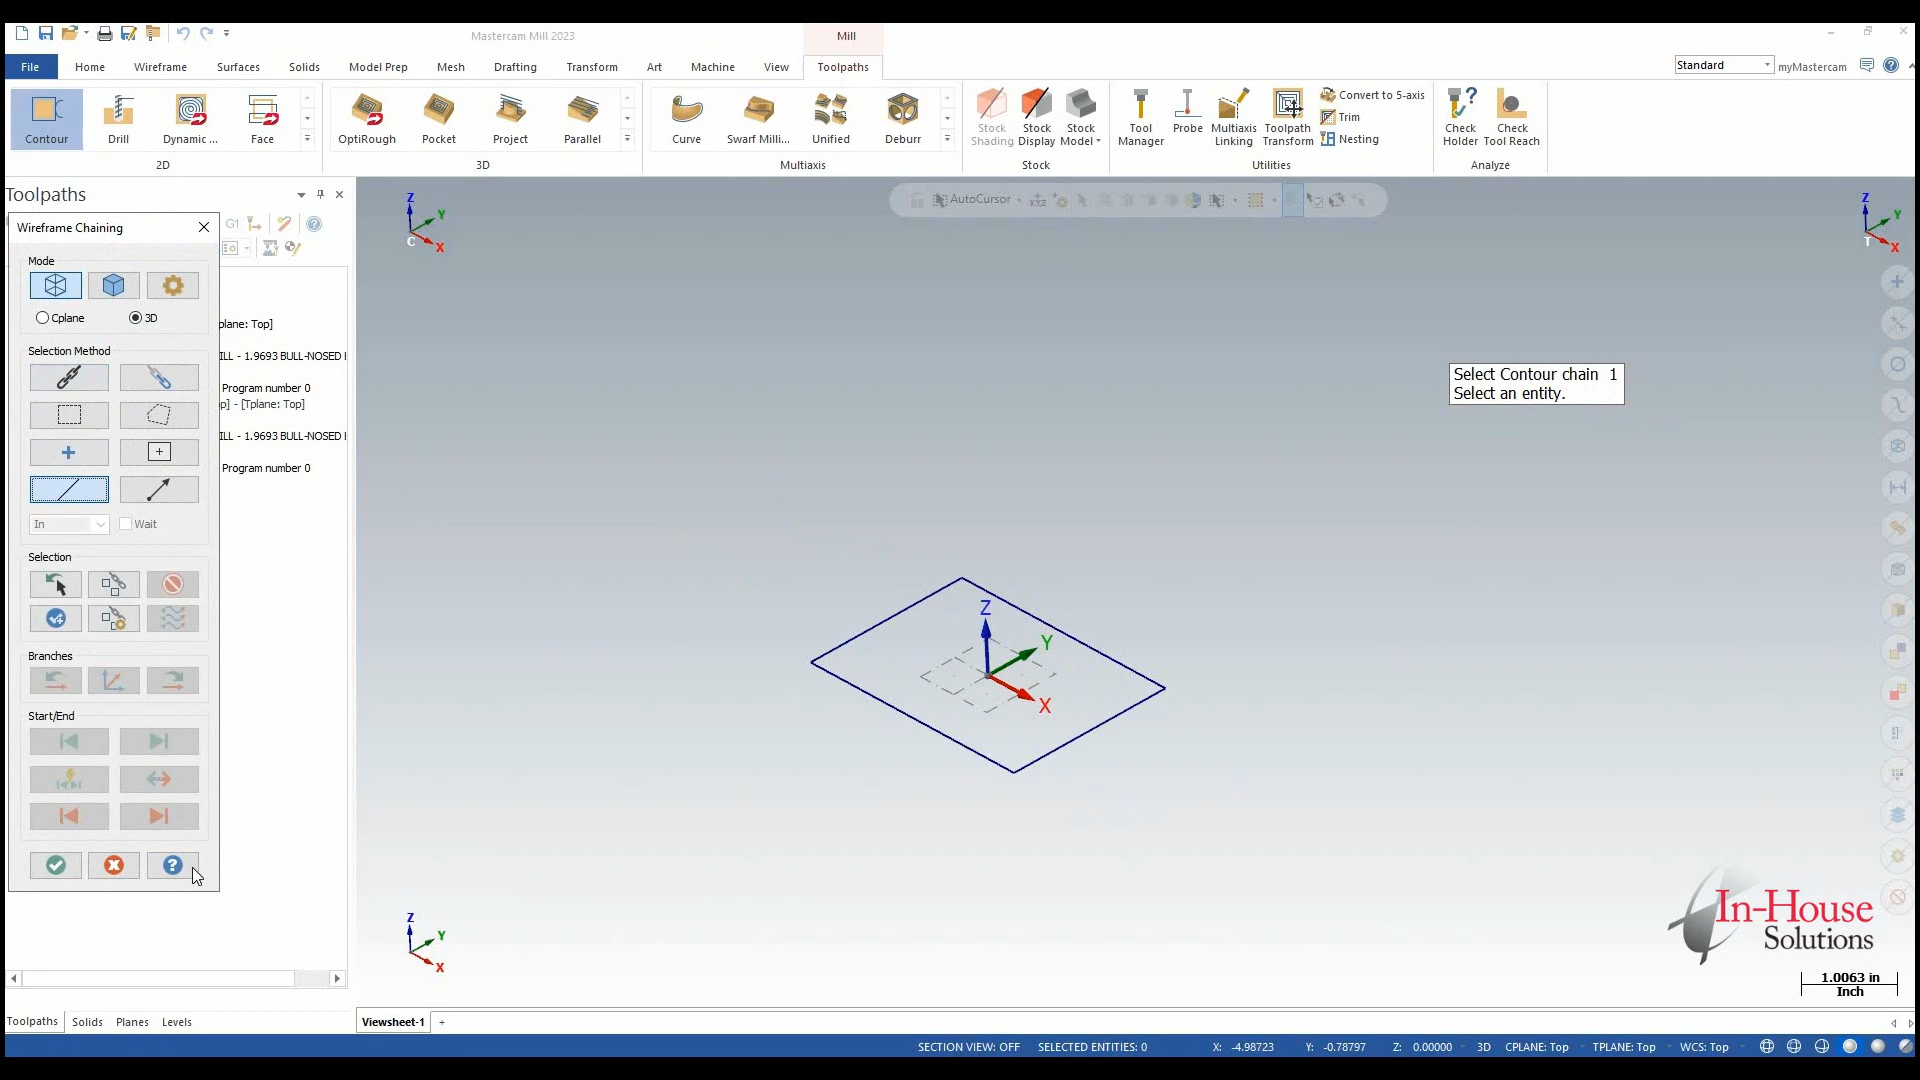 Mastercam Mill 2023
Mill
File
Home
Wireframe
Surfaces
Solids
Model Prep
Mesh
Drafting
Transform
Art
Machine
View
Toolpaths
Standard
myMastercam
Contour
Drill
Dynamic ...
Face
OptiRough
Pocket
Project
Parallel
Curve
Swarf Milli...
Unified
Deburr
Stock
Shading
Stock
Display
Stock
Model
Tool
Manager
Probe
Multiaxis
Linking
Toolpath
Transform
Convert to 5-axis
Trim
Nesting
Check
Holder
Check
Tool Reach
2D
3D
Multiaxis
Stock
Utilities
Analyze
Toolpaths
Wireframe Chaining
G1
Mode
Cplane
3D
plane: Top]
Selection Method
ILL - 1.9693 BULL-NOSED
Program number 0
p] - [Tplane: Top]
ILL - 1.9693 BULL-NOSED
Program number 0
In
Wait
Selection
Branches
Start/End
AutoCursor
XYZ
Z
Y
X
C
Z
Y
X
T
Select Contour chain 1
Select an entity.
Z
Y
X
Z
Y
X
In-House
Solutions
1.0063 in
Inch
Toolpaths
Solids
Planes
Levels
Viewsheet-1
+
SECTION VIEW: OFF
SELECTED ENTITIES: 0
X: -4.98723
Y: -0.78797
Z: 0.00000
3D
CPLANE: Top
TPLANE: Top
WCS: Top